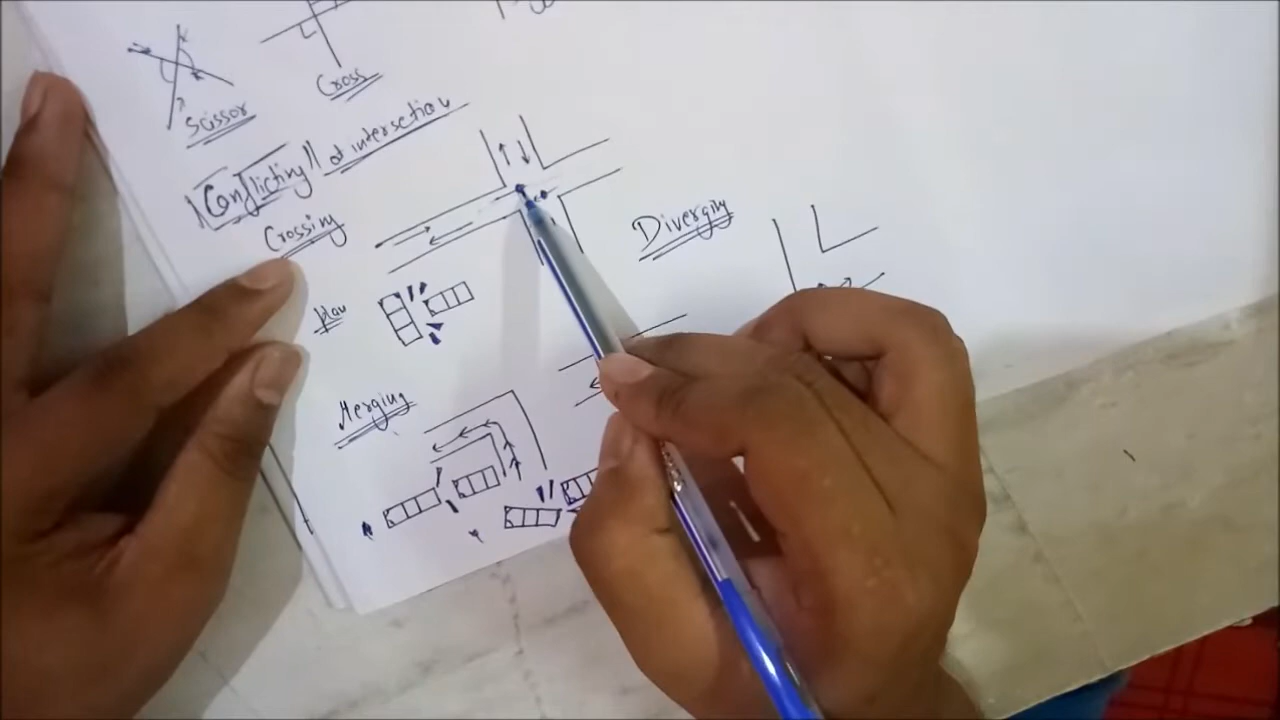 Scissor
Cross
Conflicting at intersection
Crossing
Diverging
Merging